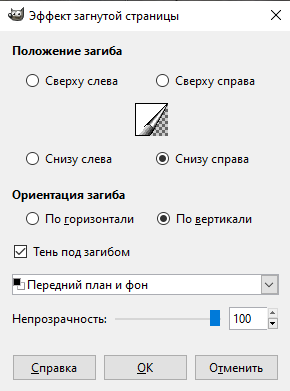 Эффект загнутой страницы
Положение загиба
Сверху слева
Сверху справа
Снизу слева
Снизу справа
Ориентация загиба
По горизонтали
По вертикали
Тень под загибом
Передний план и фон
Непрозрачность: 100
Справка
OK
Отменить